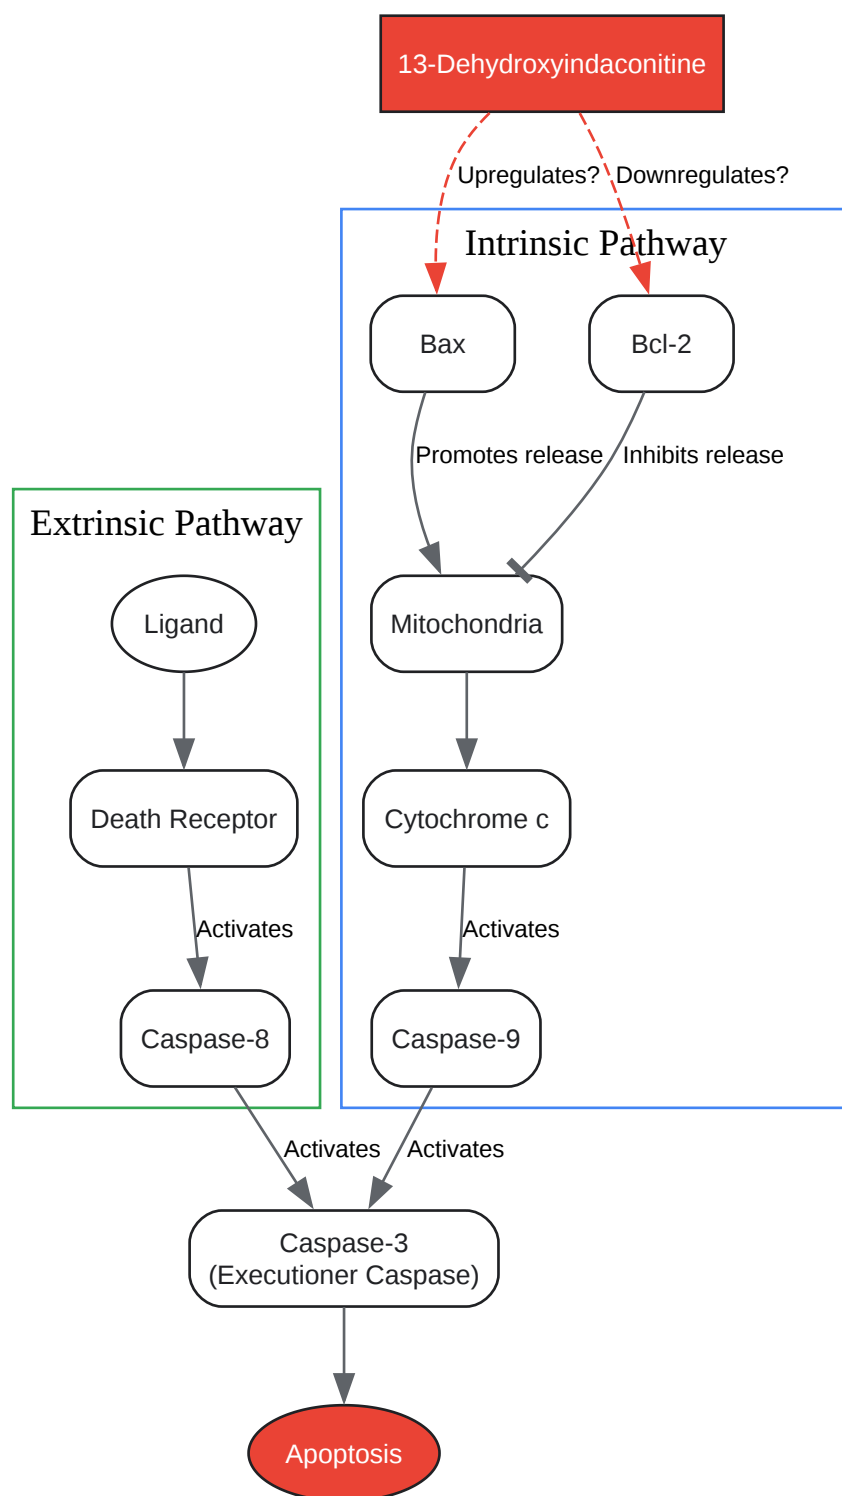 13-Dehydroxyindaconitine
Upregulates?
Downregulates?
Intrinsic Pathway
Bax
Bcl-2
Promotes release
Inhibits release
Extrinsic Pathway
Ligand
Mitochondria
Death Receptor
Cytochrome c
Activates
Activates
Caspase-8
Caspase-9
Activates
Activates
Caspase-3
(Executioner Caspase)
Apoptosis